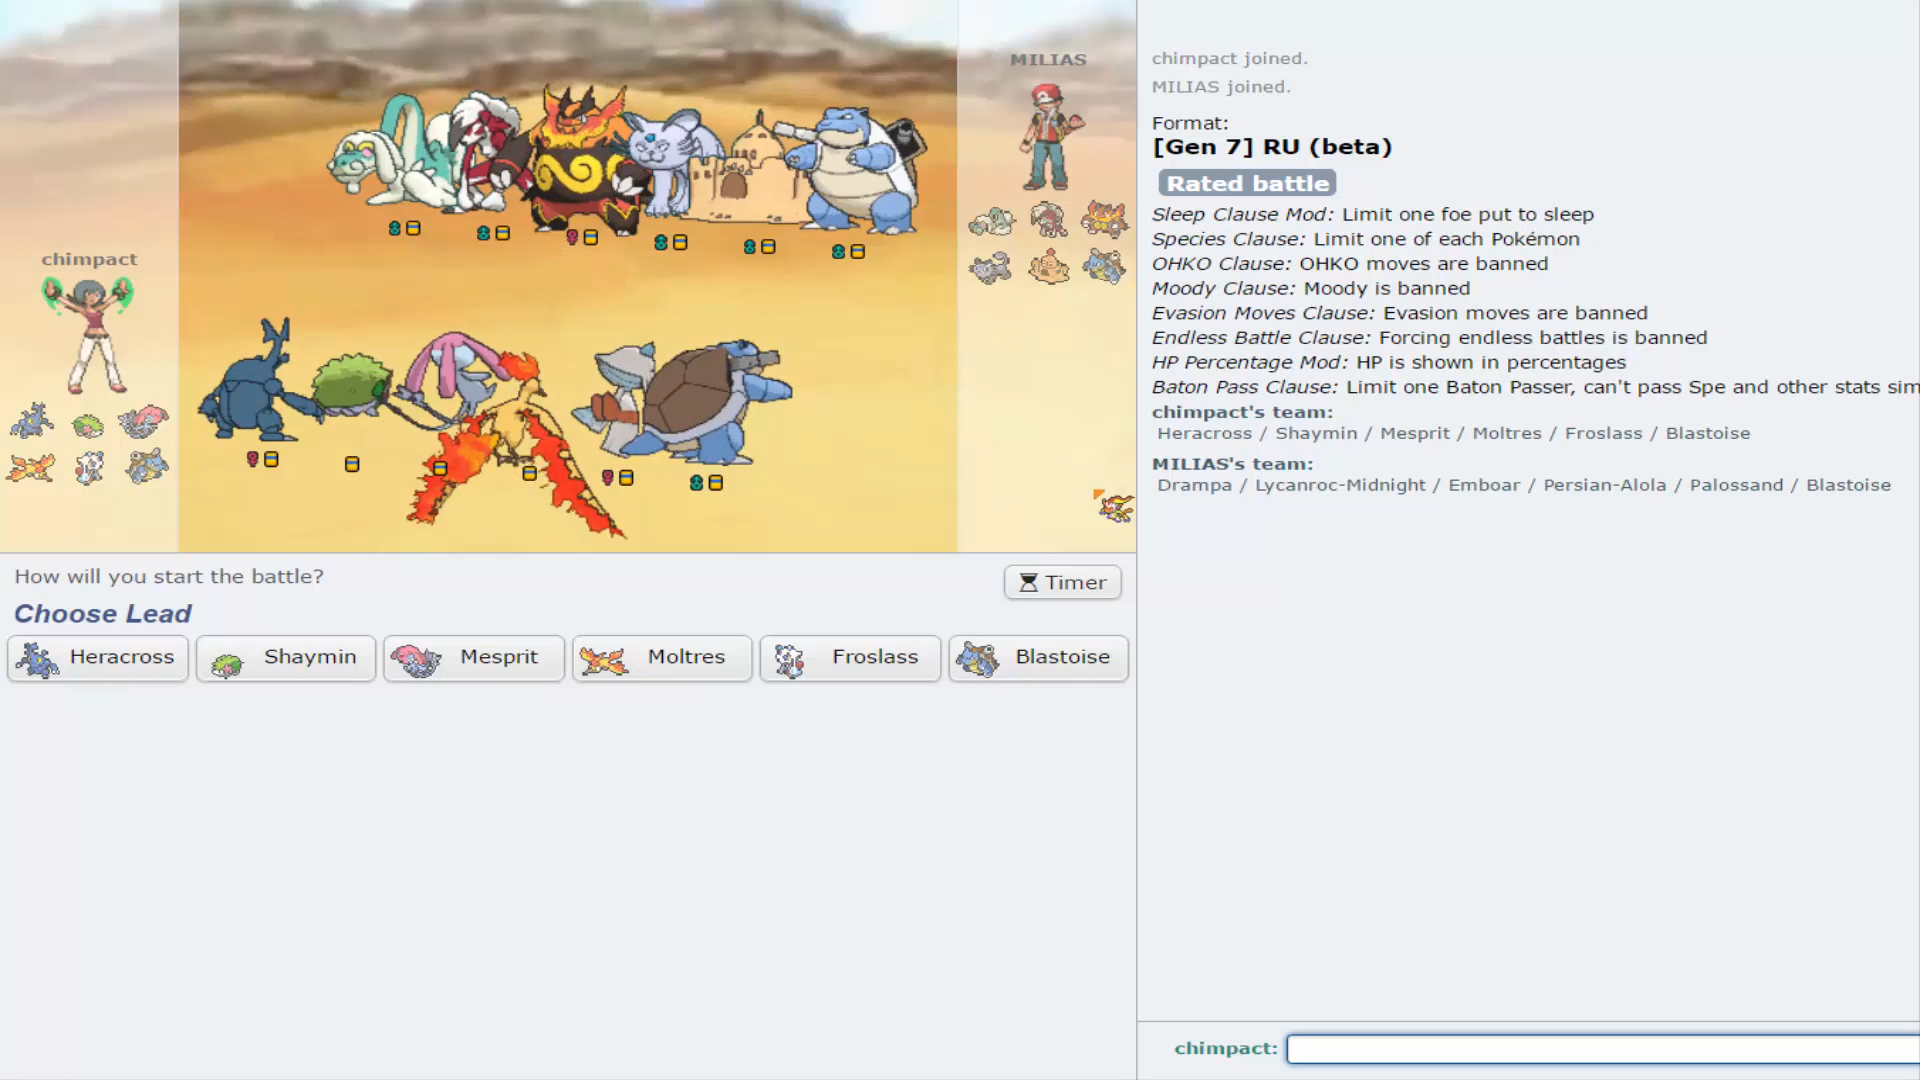 MILIAS
chimpact
How will you start the battle?
Timer
Choose Lead
Heracross
Shaymin
Mesprit
Moltres
Froslass
Blastoise
chimpact joined.
MILIAS joined.
Format:
[Gen 7] RU (beta)
Rated battle
Sleep Clause Mod: Limit one foe put to sleep
Species Clause: Limit one of each Pokémon
OHKO Clause: OHKO moves are banned
Moody Clause: Moody is banned
Evasion Moves Clause: Evasion moves are banned
Endless Battle Clause: Forcing endless battles is banned
HP Percentage Mod: HP is shown in percentages
Baton Pass Clause: Limit one Baton Passer, can't pass Spe and other stats sim
chimpact's team:
Heracross / Shaymin / Mesprit / Moltres / Froslass / Blastoise
MILIAS's team:
Drampa / Lycanroc-Midnight / Emboar / Persian-Alola / Palossand / Blastoise
chimpact: